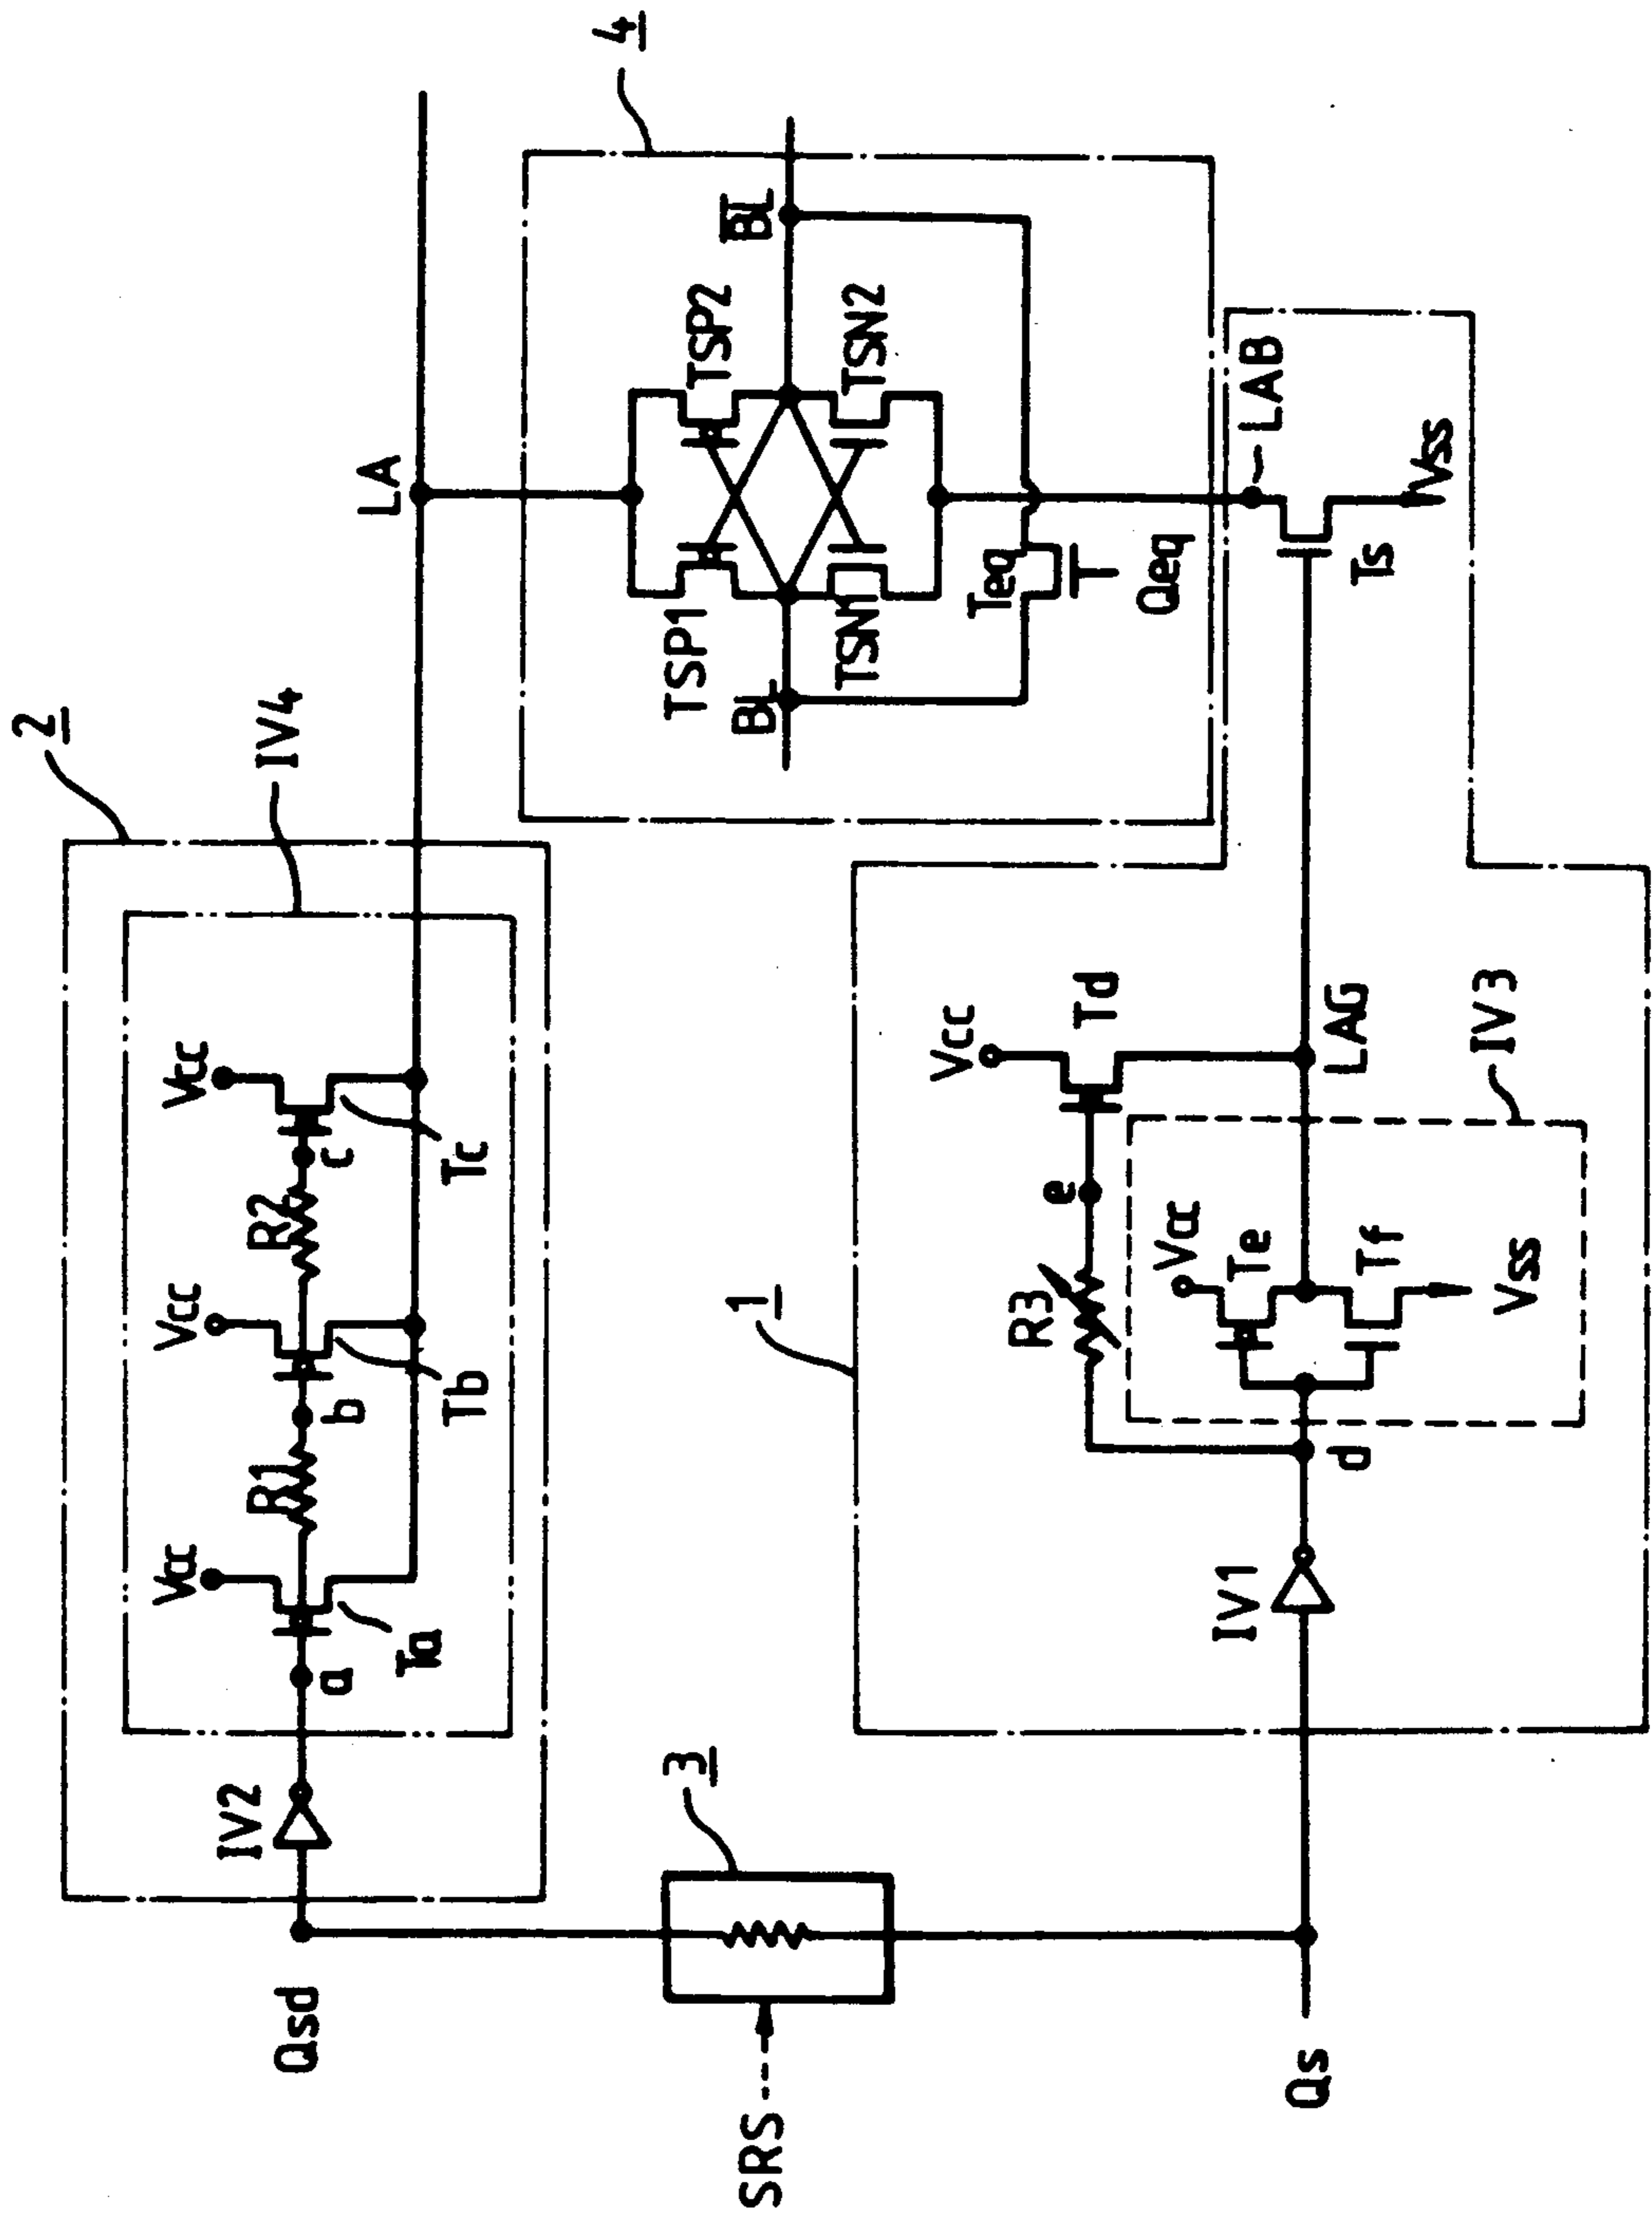 2
IV4
IV2
a
Vcc
Ta
R1
b
Vcc
Tb
R2
c
Vcc
Tc
LA
4
Qsd
SRS
3
TSP1
TSP2
BL
B̅L̅
TSN1
TSN2
Teq
Qeq
LAB
1
Vcc
Td
R3
e
Vcc
Te
Tf
Vss
IV3
LAG
Ts
Vss
Qs
IV1
d